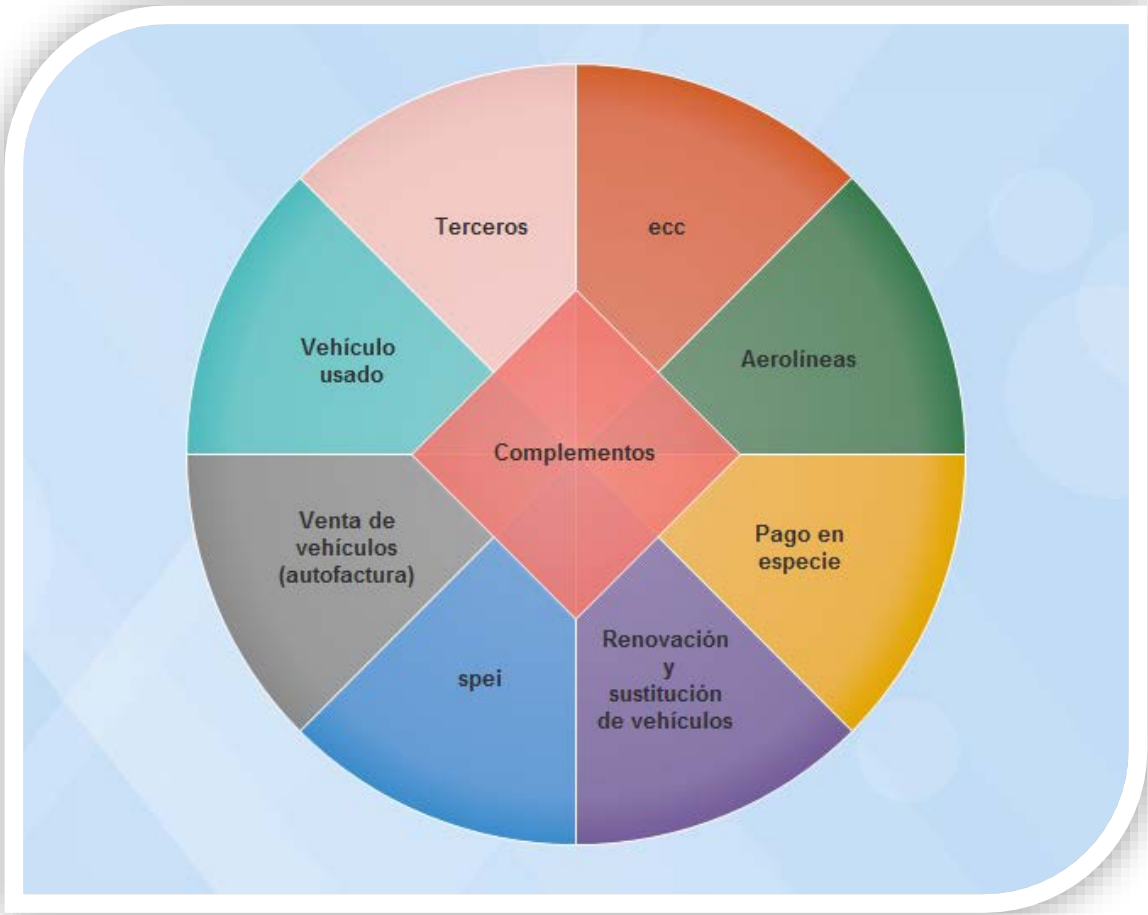 Terceros
ecc
Vehículo
usado
Aerolíneas
Complementos
Venta de
vehículos
(autofactura)
Pago en
especie
spei
Renovación
y
sustitución
de vehículos